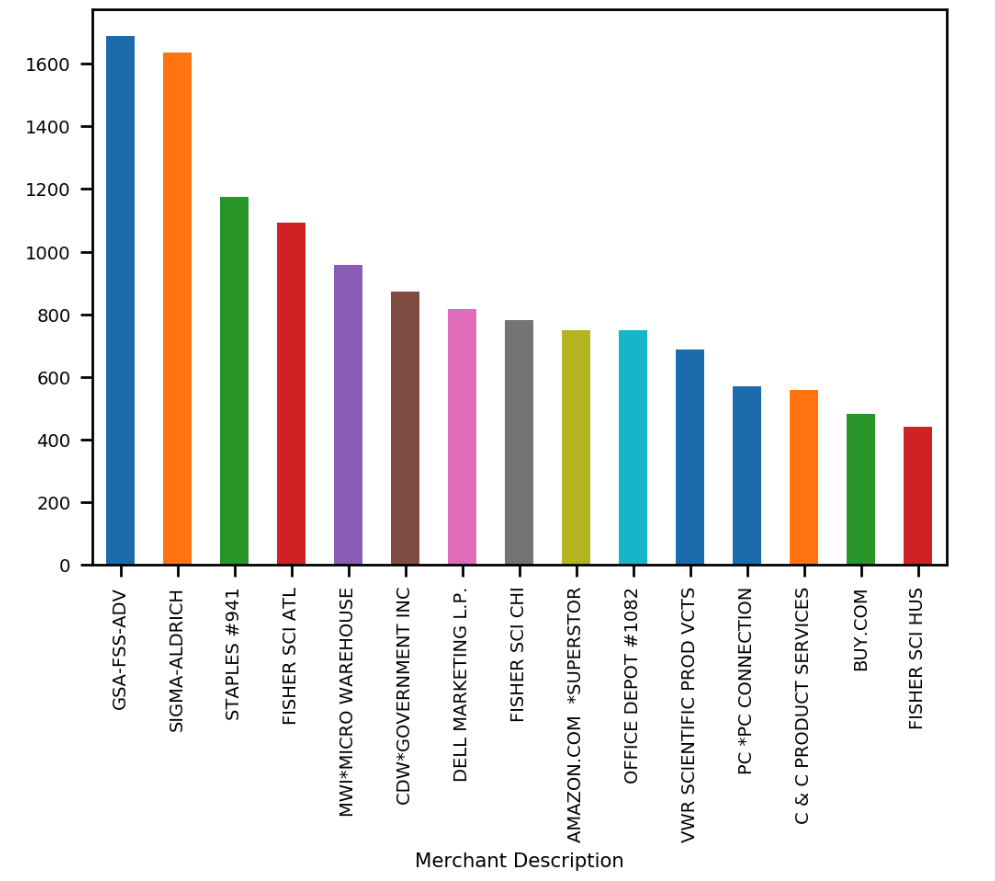 1600
1400
1200
1000
800
600
400
200
0
GSA-FSS-ADV
SIGMA-ALDRICH
STAPLES #941
FISHER SCI ATL
MWI*MICRO WAREHOUSE
CDW*GOVERNMENT INC
DELL MARKETING L.P.
FISHER SCI CHI
AMAZON.COM  *SUPERSTOR
OFFICE DEPOT #1082
VWR SCIENTIFIC PROD VCTS
PC *PC CONNECTION
C & C PRODUCT SERVICES
BUY.COM
FISHER SCI HUS
Merchant Description